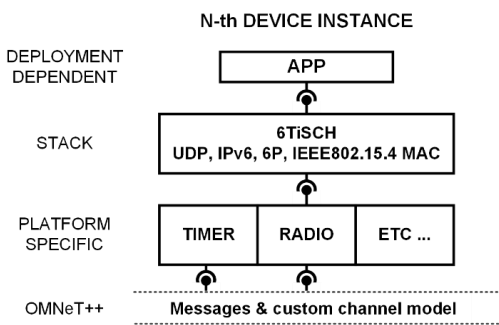 N-th DEVICE INSTANCE
DEPLOYMENT
DEPENDENT
APP
STACK
6TiSCH
UDP, IPv6, 6P, IEEE802.15.4 MAC
PLATFORM
SPECIFIC
TIMER
RADIO
ETC ...
OMNeT++
Messages & custom channel model